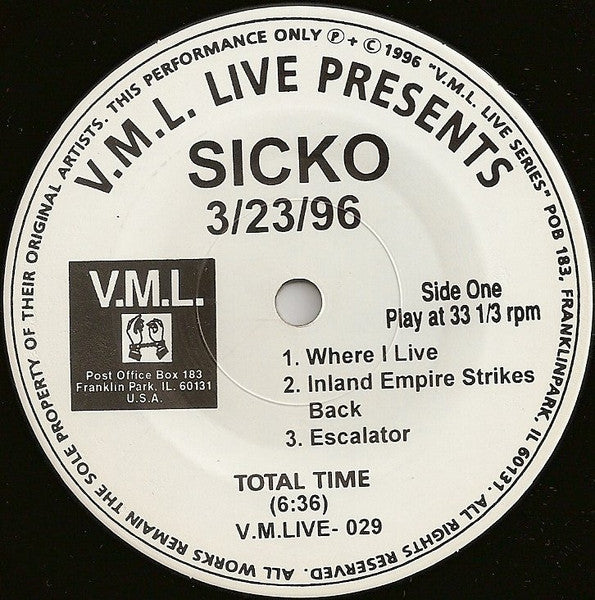 THIS PERFORMANCE ONLY Ⓟ + © 1996 "V.M.L. LIVE SERIES" POB 183, FRANKLINPARK, IL 60131. ALL RIGHTS RESERVED. ALL WORKS REMAIN THE SOLE PROPERTY OF THEIR ORIGINAL ARTISTS.
V.M.L. LIVE PRESENTS
SICKO
3/23/96
V.M.L.
Post Office Box 183
Franklin Park, IL. 60131
U.S.A.
Side One
Play at 33 1/3 rpm
1. Where I Live
2. Inland Empire Strikes
Back
3. Escalator
TOTAL TIME
(6:36)
V.M.LIVE- 029